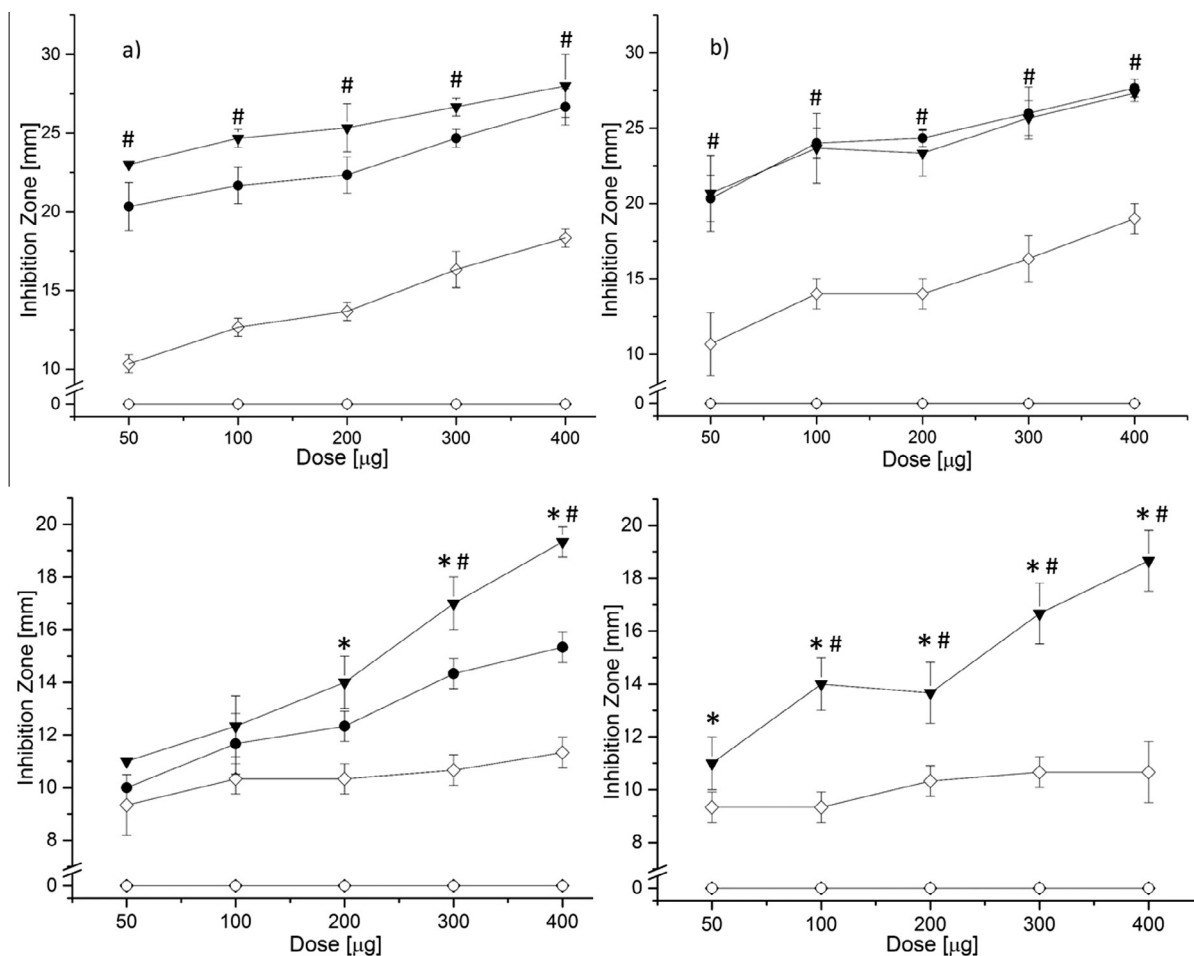 a)
# # # # #
30
25
20
15
10
0
Inhibition Zone [mm]
50 100 200 300 400
Dose [µg]
b)
# # # # #
30
25
20
15
10
0
Inhibition Zone [mm]
50 100 200 300 400
Dose [µg]
* * # * #
20
18
16
14
12
10
8
0
Inhibition Zone [mm]
50 100 200 300 400
Dose [µg]
* * # * # * # * #
20
18
16
14
12
10
8
0
Inhibition Zone [mm]
50 100 200 300 400
Dose [µg]